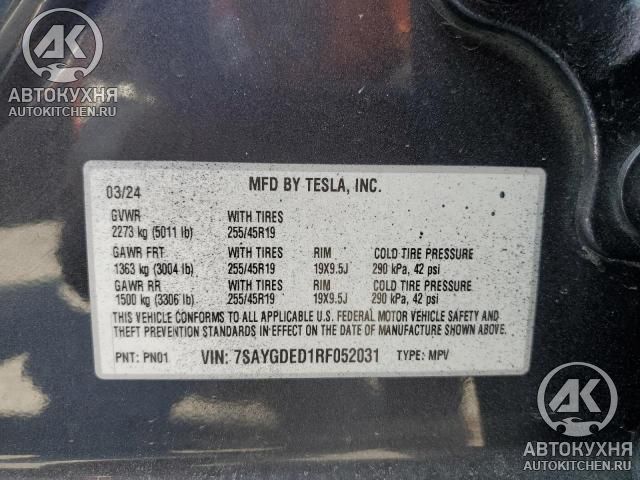 АК
АВТОКУХНЯ
AUTOKITCHEN.RU
03/24
MFD BY TESLA, INC.
GVWR WITH TIRES
2273 kg (5011 lb) 255/45R19
GAWR FRT WITH TIRES RIM COLD TIRE PRESSURE
1363 kg (3004 lb) 255/45R19 19X9.5J 290 kPa, 42 psi
GAWR RR WITH TIRES RIM COLD TIRE PRESSURE
1500 kg (3306 lb) 255/45R19 19X9.5J 290 kPa, 42 psi
THIS VEHICLE CONFORMS TO ALL APPLICABLE U.S. FEDERAL MOTOR VEHICLE SAFETY AND
THEFT PREVENTION STANDARDS IN EFFECT ON THE DATE OF MANUFACTURE SHOWN ABOVE.
PNT: PN01 VIN: 7SAYGDED1RF052031 TYPE: MPV
АК
АВТОКУХНЯ
AUTOKITCHEN.RU